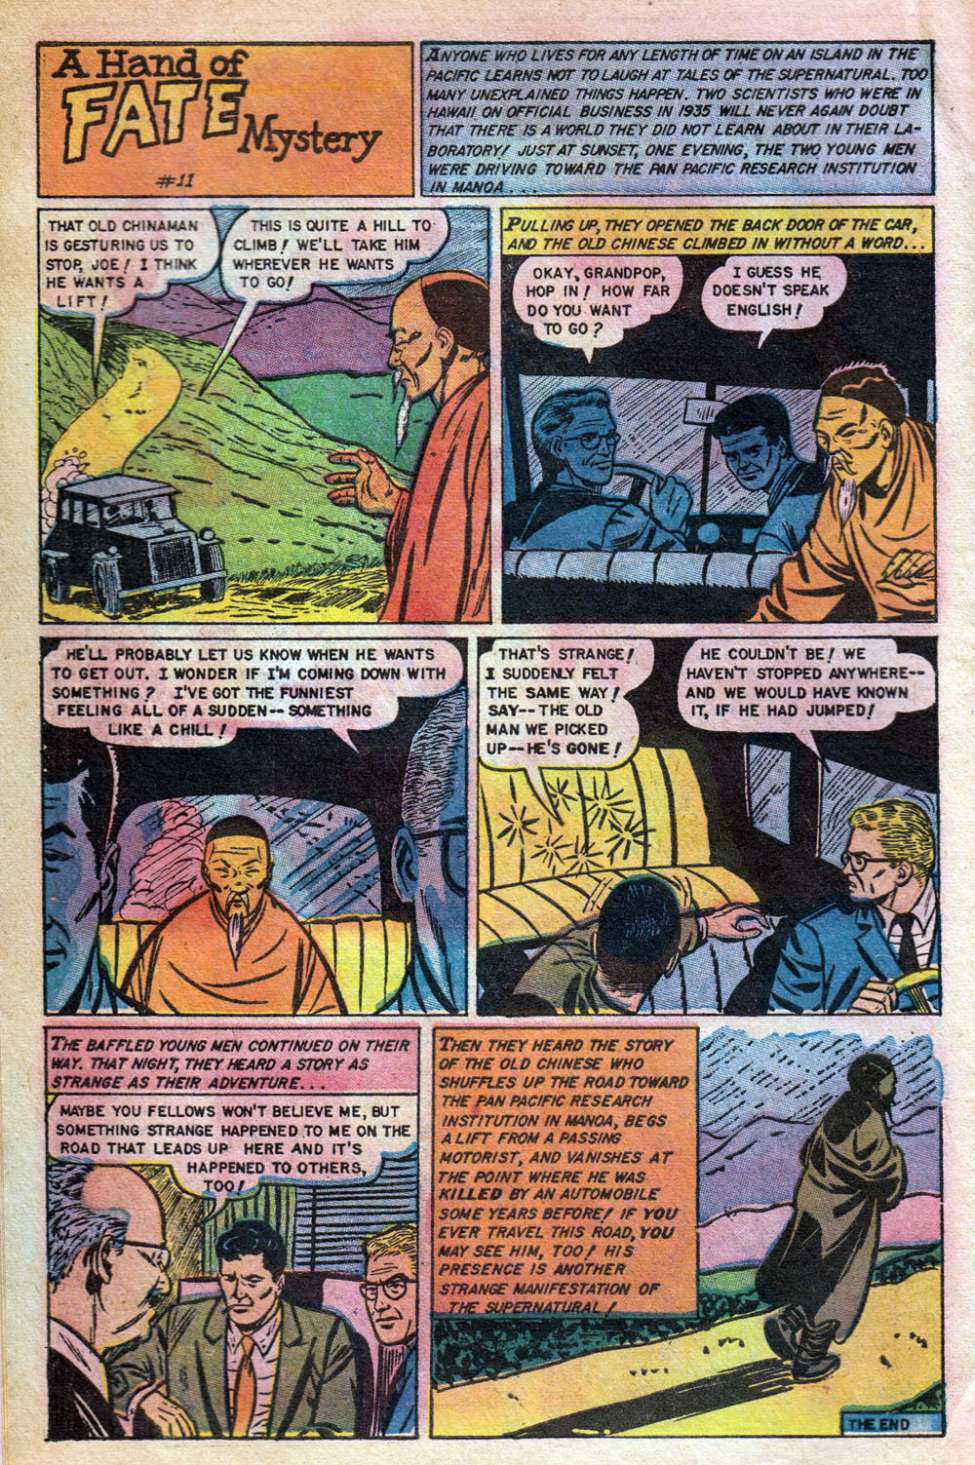 A Hand of
FATE
Mystery
#11
ANYONE WHO LIVES FOR ANY LENGTH OF TIME ON AN ISLAND IN THE
PACIFIC LEARNS NOT TO LAUGH AT TALES OF THE SUPERNATURAL. TOO
MANY UNEXPLAINED THINGS HAPPEN. TWO SCIENTISTS WHO WERE IN
HAWAII ON OFFICIAL BUSINESS IN 1935 WILL NEVER AGAIN DOUBT
THAT THERE IS A WORLD THEY DID NOT LEARN ABOUT IN THEIR LA-
BORATORY! JUST AT SUNSET, ONE EVENING, THE TWO YOUNG MEN
WERE DRIVING TOWARD THE PAN PACIFIC RESEARCH INSTITUTION
IN MANOA...
THAT OLD CHINAMAN
IS GESTURING US TO
STOP, JOE! I THINK
HE WANTS A
LIFT!
THIS IS QUITE A HILL TO
CLIMB! WE'LL TAKE HIM
WHEREVER HE WANTS
TO GO!
PULLING UP, THEY OPENED THE BACK DOOR OF THE CAR,
AND THE OLD CHINESE CLIMBED IN WITHOUT A WORD...
OKAY, GRANDPOP,
HOP IN! HOW FAR
DO YOU WANT
TO GO?
I GUESS HE
DOESN'T SPEAK
ENGLISH!
HE'LL PROBABLY LET US KNOW WHEN HE WANTS
TO GET OUT. I WONDER IF I'M COMING DOWN WITH
SOMETHING? I'VE GOT THE FUNNIEST
FEELING ALL OF A SUDDEN-- SOMETHING
LIKE A CHILL!
THAT'S STRANGE!
I SUDDENLY FELT
THE SAME WAY!
SAY-- THE OLD
MAN WE PICKED
UP-- HE'S GONE!
HE COULDN'T BE! WE
HAVEN'T STOPPED ANYWHERE--
AND WE WOULD HAVE KNOWN
IT, IF HE HAD JUMPED!
THE BAFFLED YOUNG MEN CONTINUED ON THEIR
WAY. THAT NIGHT, THEY HEARD A STORY AS
STRANGE AS THEIR ADVENTURE...
MAYBE YOU FELLOWS WON'T BELIEVE ME, BUT
SOMETHING STRANGE HAPPENED TO ME ON THE
ROAD THAT LEADS UP HERE AND IT'S
HAPPENED TO OTHERS,
TOO!
THEN THEY HEARD THE STORY
OF THE OLD CHINESE WHO
SHUFFLES UP THE ROAD TOWARD
THE PAN PACIFIC RESEARCH
INSTITUTION IN MANOA, BEGS
A LIFT FROM A PASSING
MOTORIST, AND VANISHES AT
THE POINT WHERE HE WAS
KILLED BY AN AUTOMOBILE
SOME YEARS BEFORE! IF YOU
EVER TRAVEL THIS ROAD, YOU
MAY SEE HIM, TOO! HIS
PRESENCE IS ANOTHER
STRANGE MANIFESTATION OF
THE SUPERNATURAL!
THE END